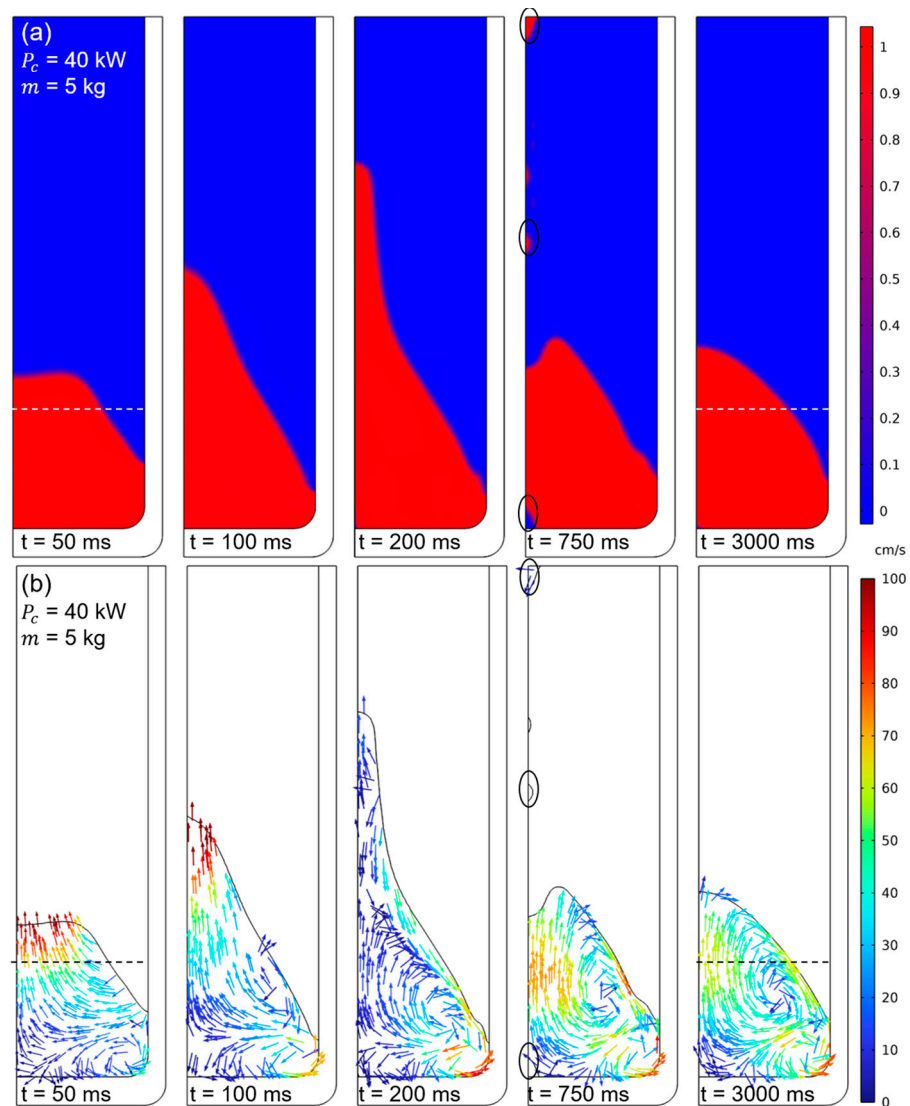 (a)
P_c = 40 kW
m = 5 kg
t = 50 ms
t = 100 ms
t = 200 ms
t = 750 ms
t = 3000 ms
1
0.9
0.8
0.7
0.6
0.5
0.4
0.3
0.2
0.1
0
(b)
P_c = 40 kW
m = 5 kg
t = 50 ms
t = 100 ms
t = 200 ms
t = 750 ms
t = 3000 ms
cm/s
100
90
80
70
60
50
40
30
20
10
0